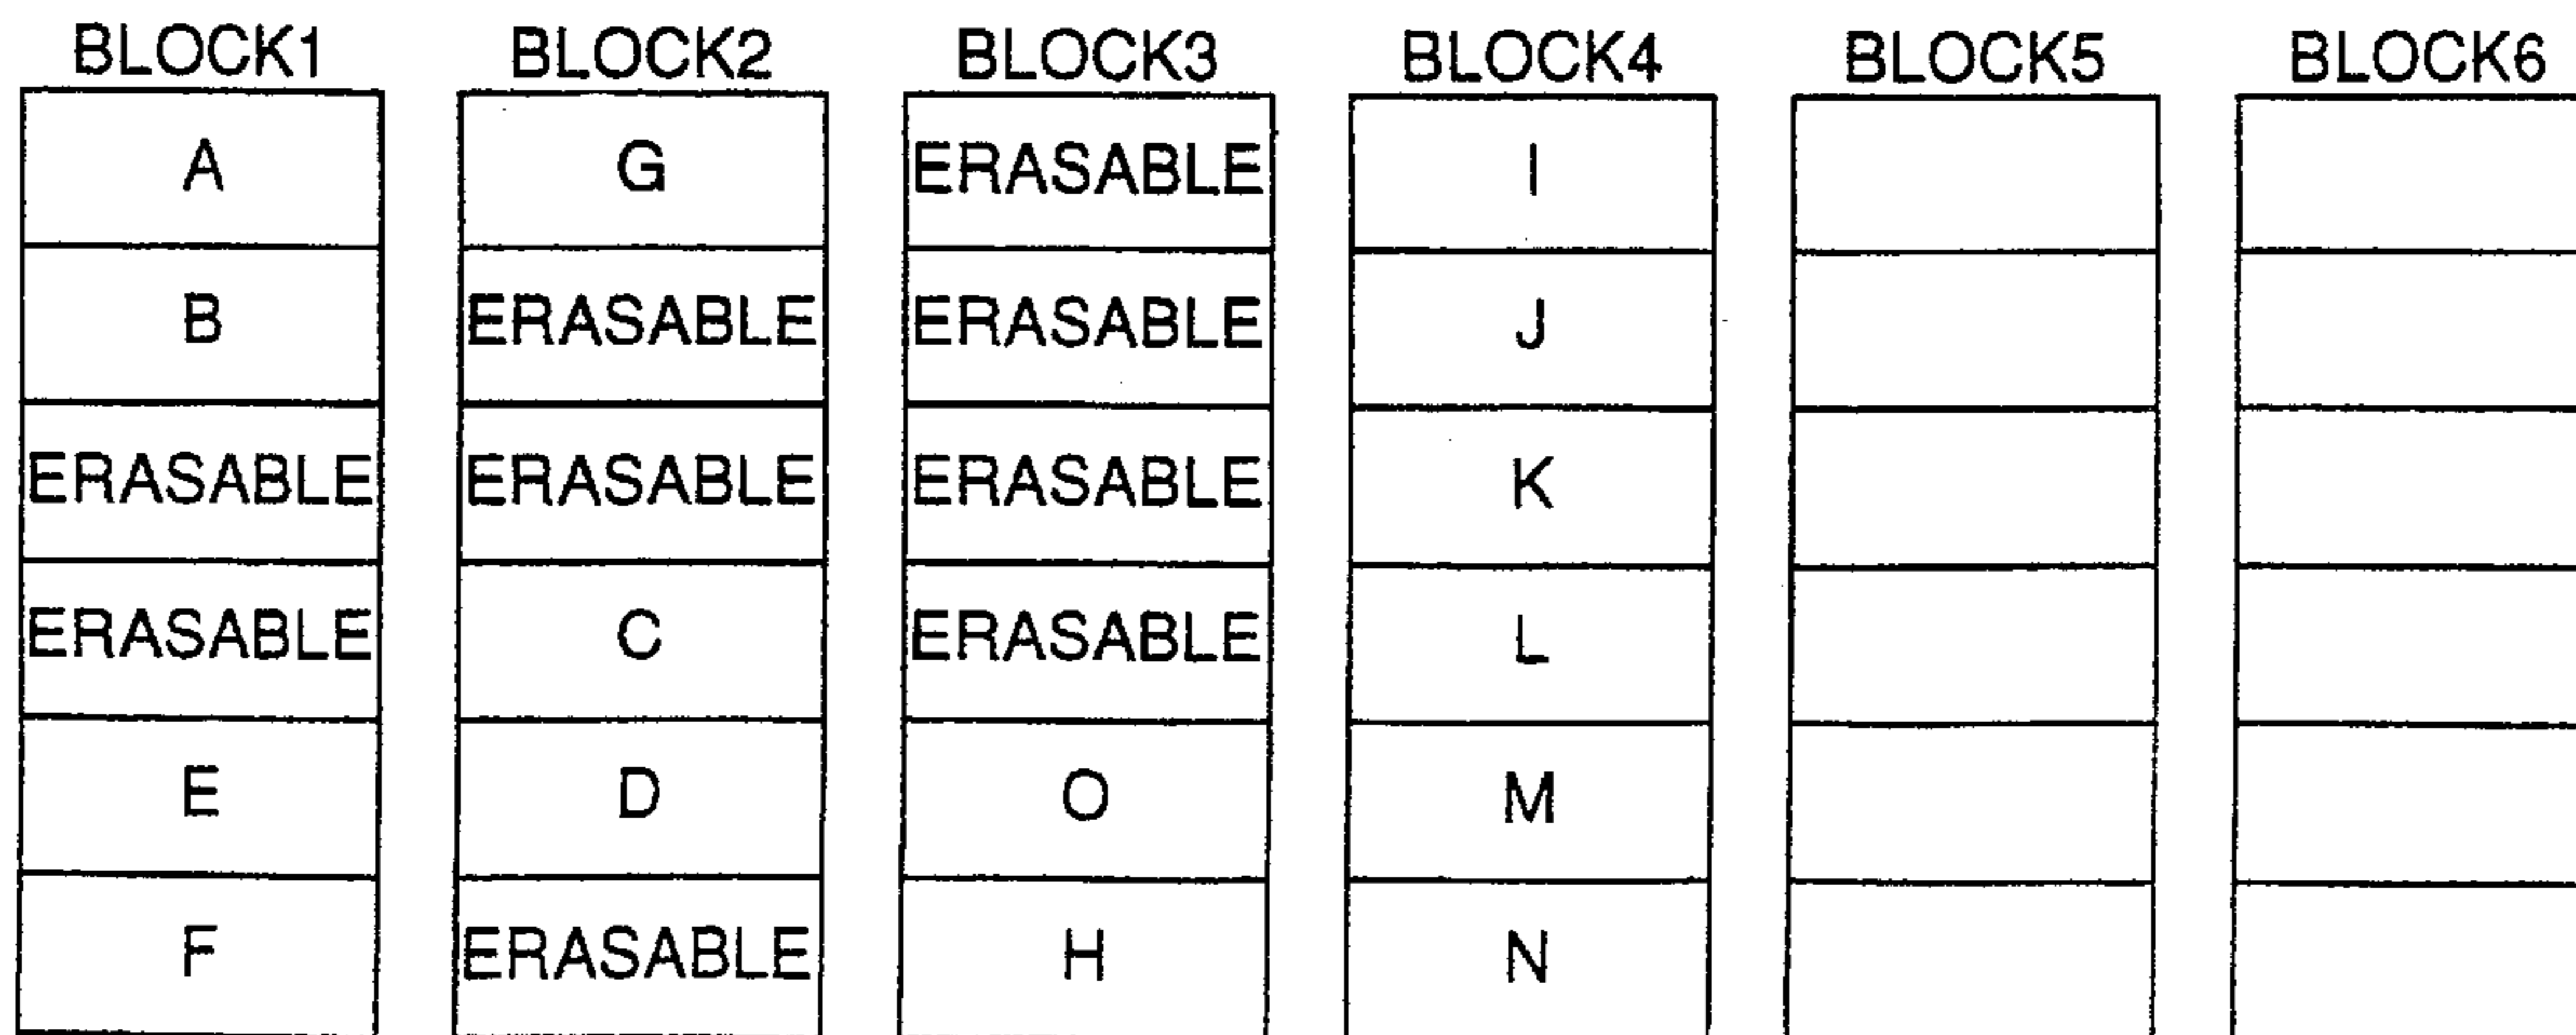 BLOCK1 BLOCK2 BLOCK3 BLOCK4 BLOCK5 BLOCK6
A G ERASABLE I
B ERASABLE ERASABLE J
ERASABLE ERASABLE ERASABLE K
ERASABLE C ERASABLE L
E D O M
F ERASABLE H N